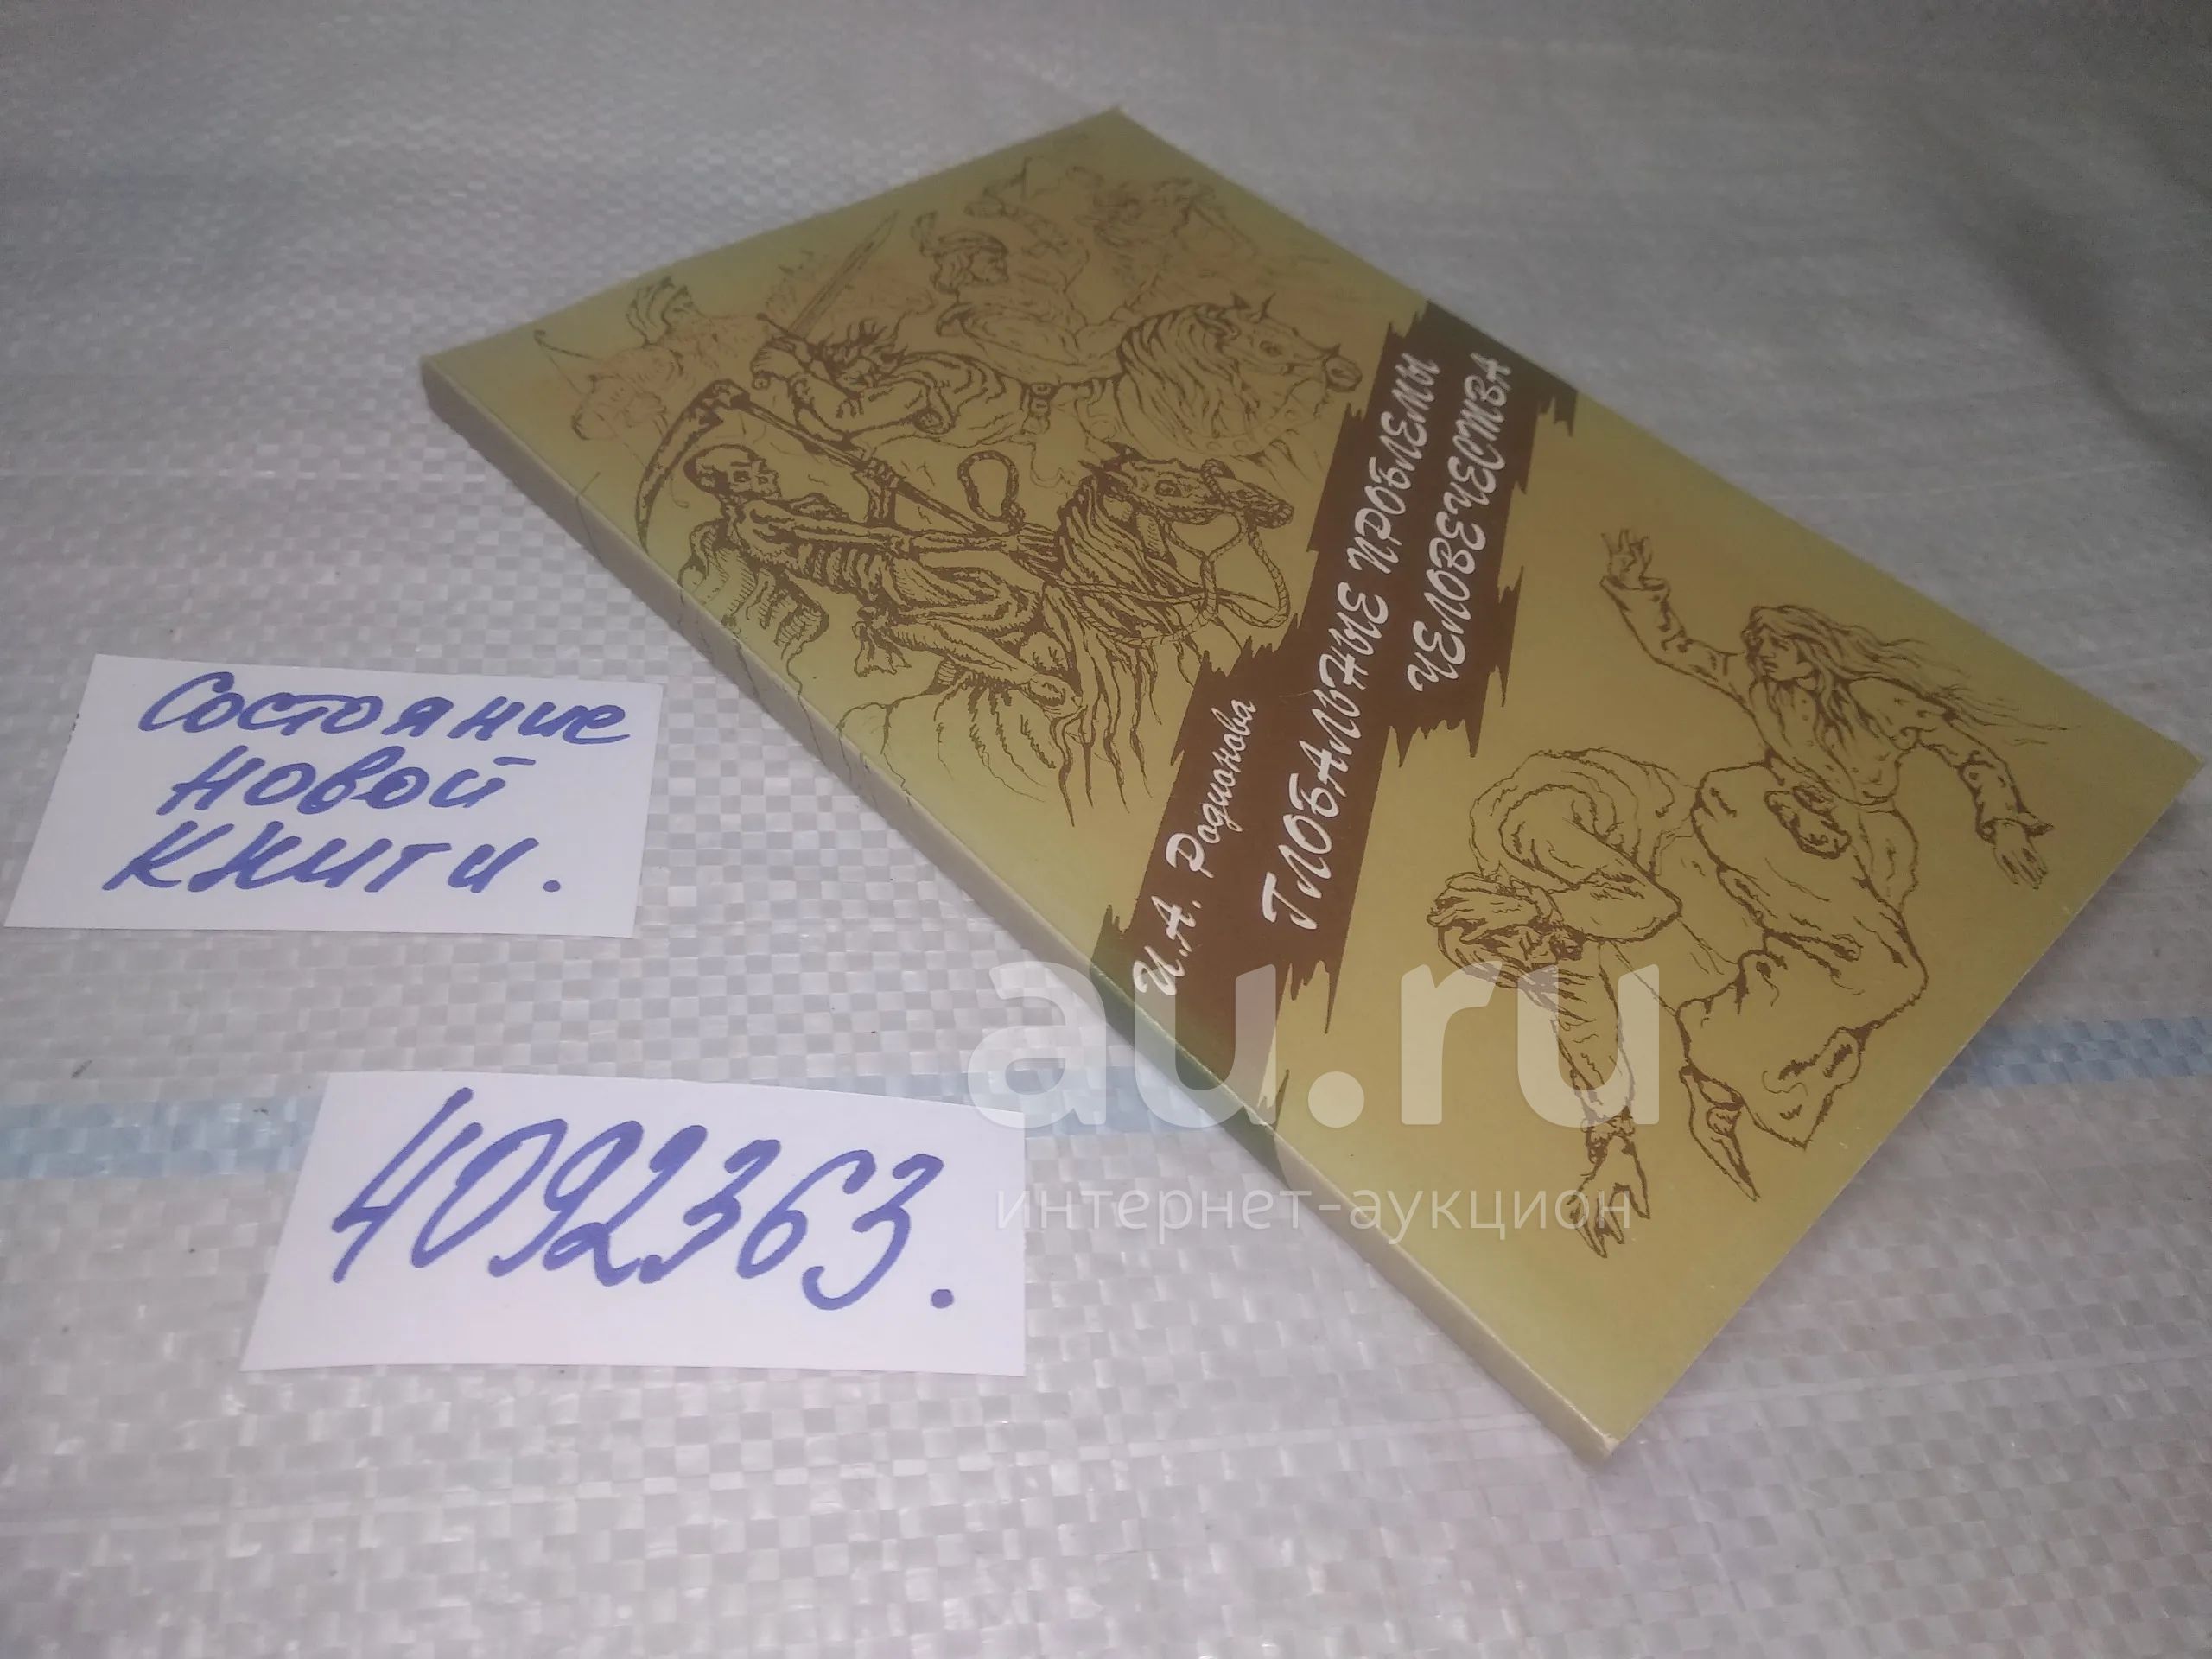 И.А. Родионова
ГЛОБАЛЬНЫЕ ПРОБЛЕМЫ
ЧЕЛОВЕЧЕСТВА
Состояние
новой
книги.
4092363.
au.ru
интернет-аукцион